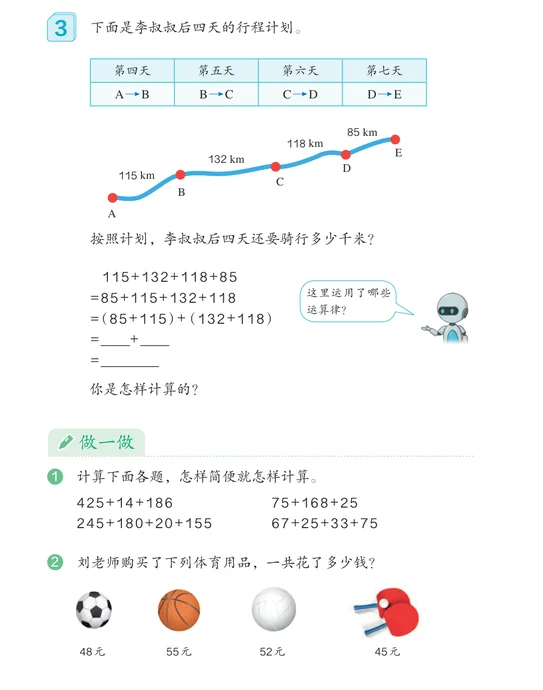 3 下面是李叔叔后四天的行程计划。
第四天 第五天 第六天 第七天
A→B B→C C→D D→E
85 km
118 km
132 km
115 km
E
D
C
B
A
按照计划，李叔叔后四天还要骑行多少千米？
115+132+118+85
=85+115+132+118
=(85+115)+(132+118)
=____+____
=________
这里运用了哪些
运算律？
你是怎样计算的？
做一做
1 计算下面各题，怎样简便就怎样计算。
425+14+186 75+168+25
245+180+20+155 67+25+33+75
2 刘老师购买了下列体育用品，一共花了多少钱？
48元 55元 52元 45元